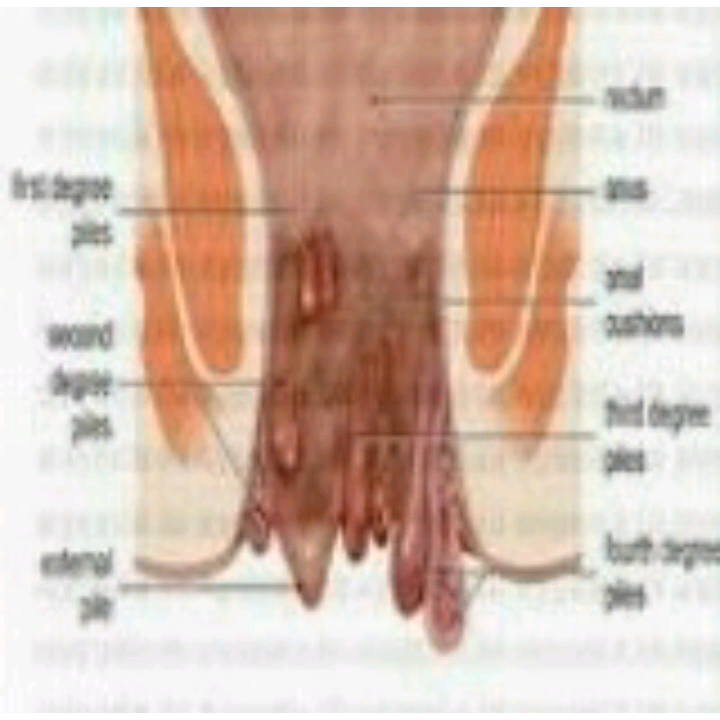 rectum
first degree
piles
anus
anal
cushions
second
degree
piles
third degree
piles
external
pile
fourth degree
piles